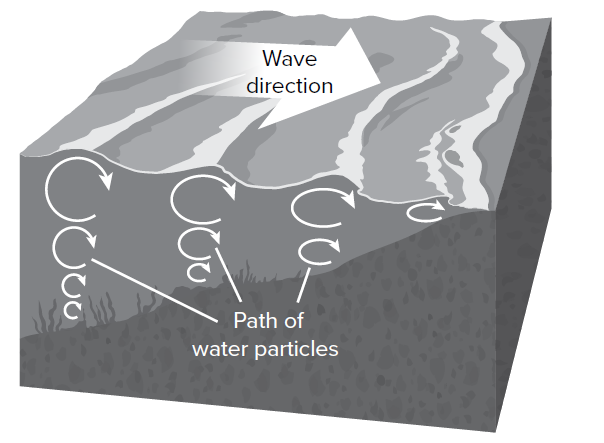 Wave
direction
Path of
water particles